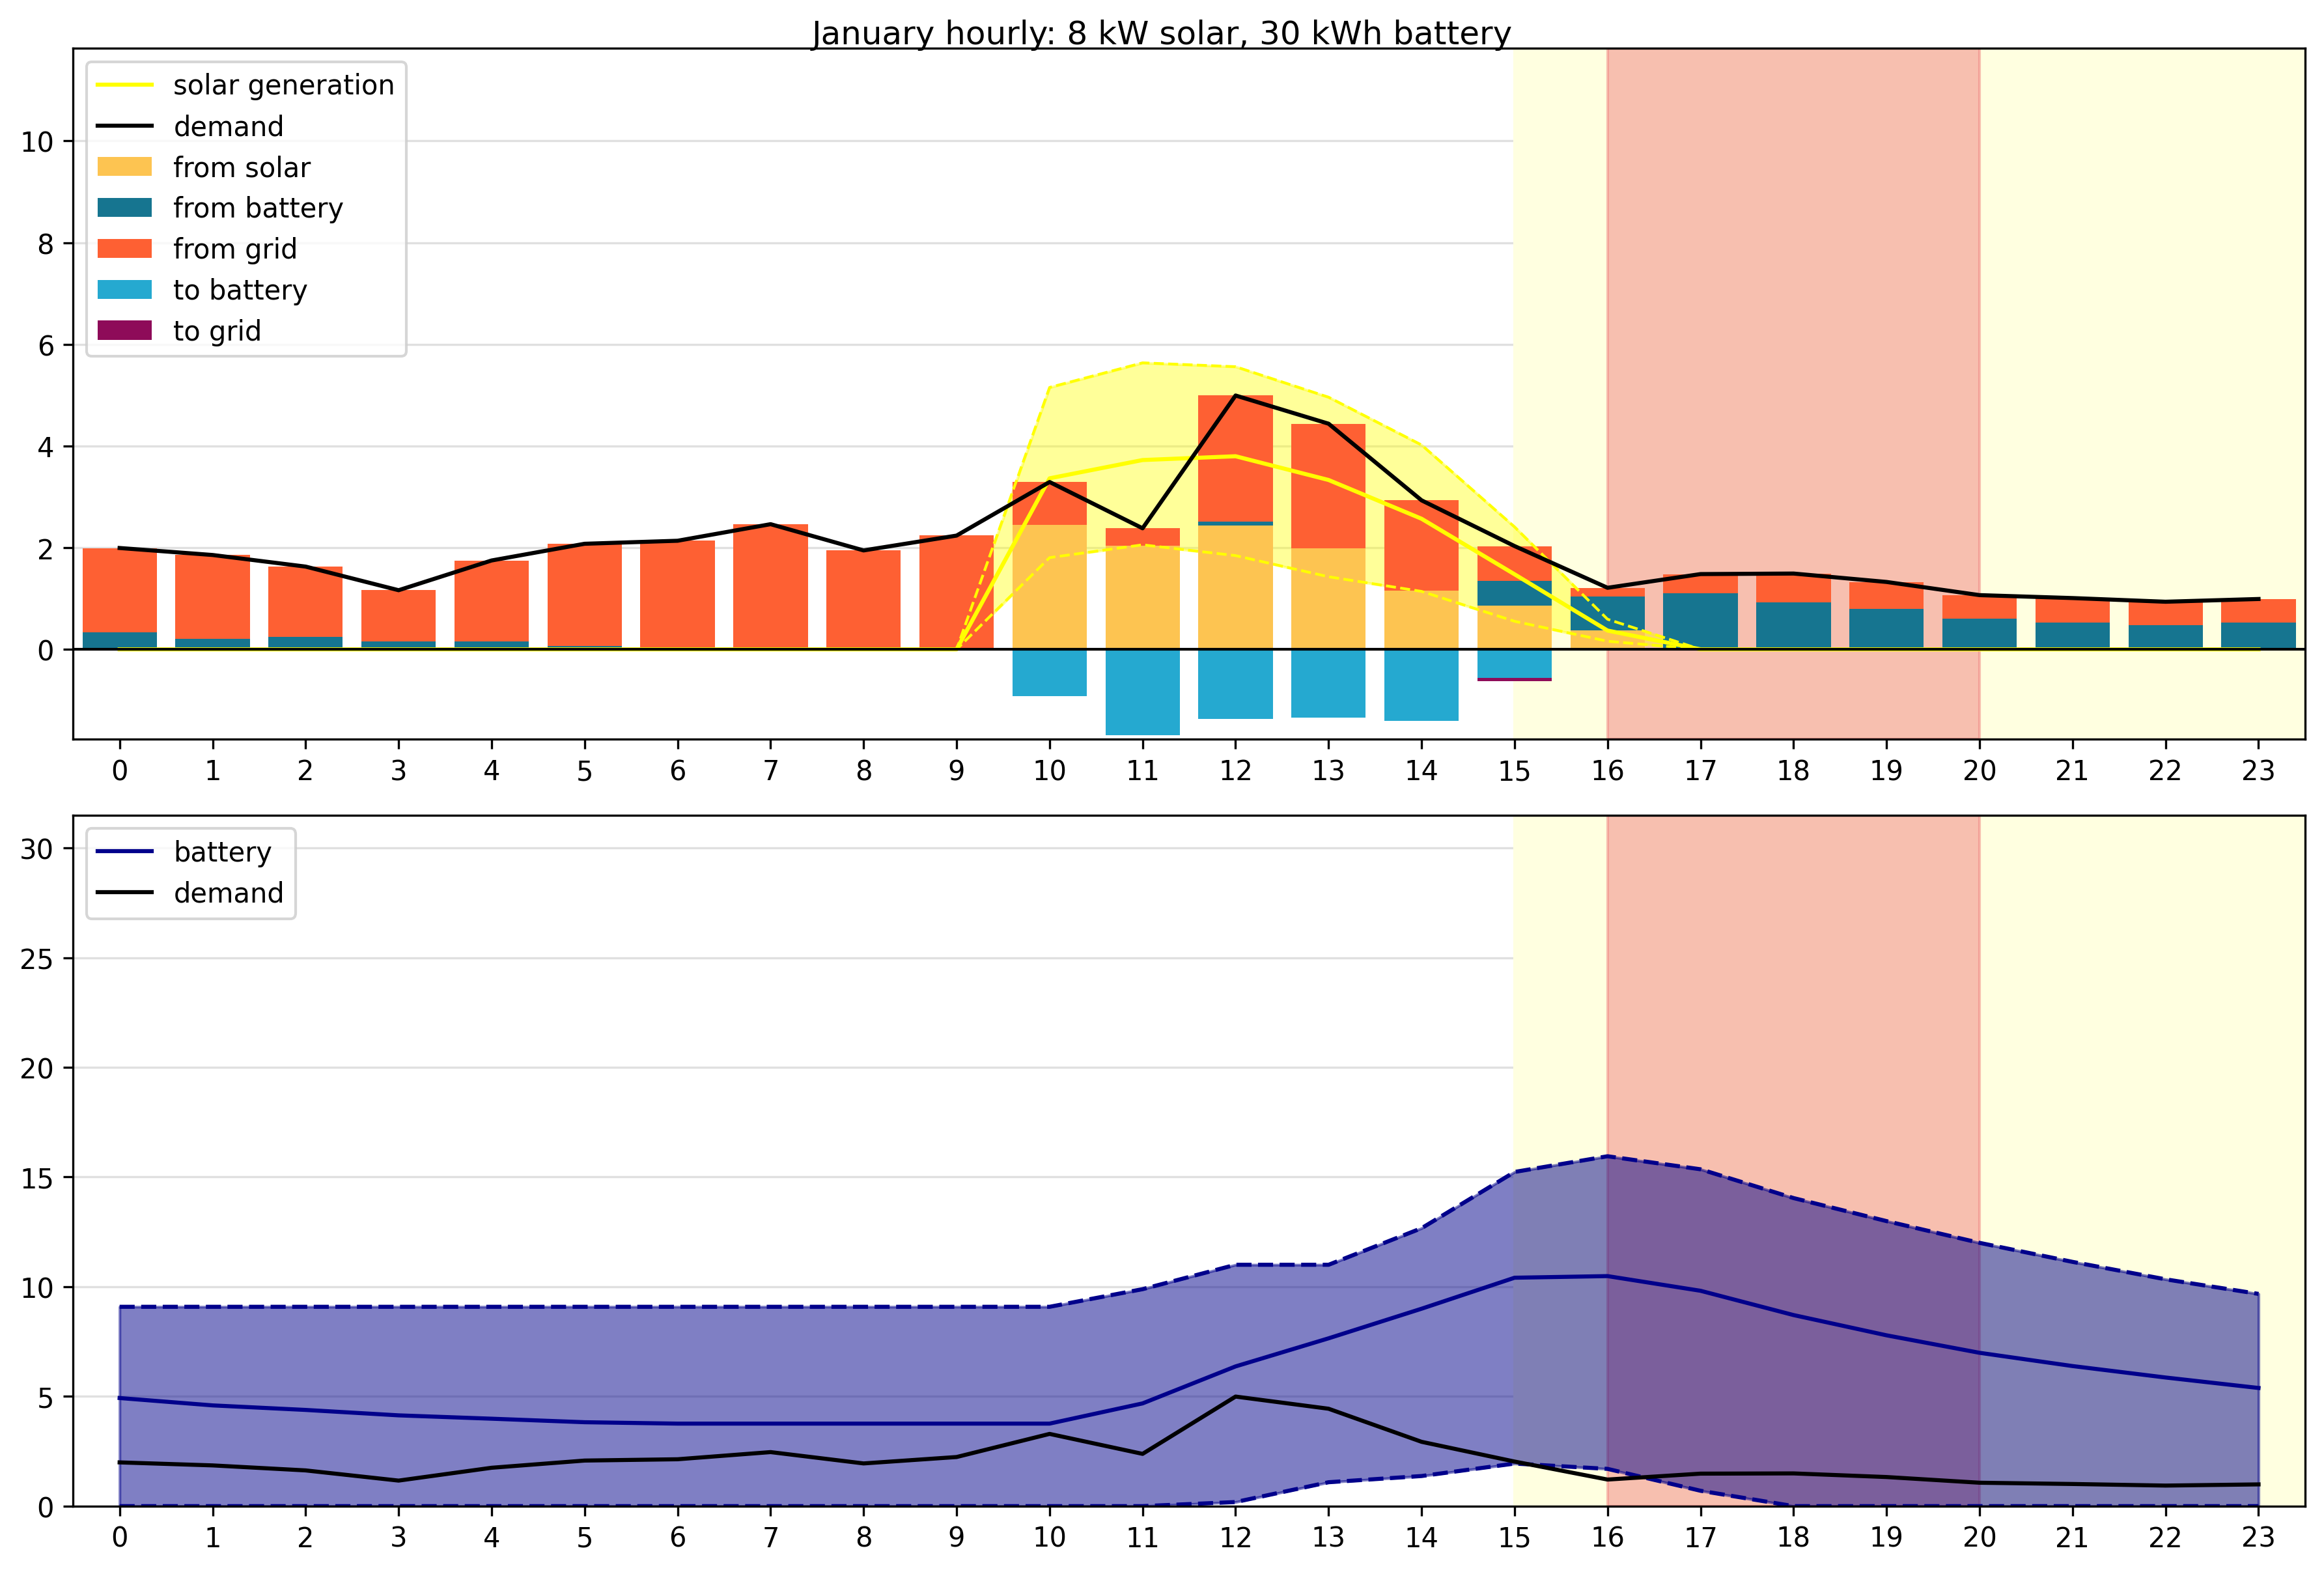 January hourly: 8 kW solar, 30 kWh battery
solar generation
demand
from solar
from battery
from grid
to battery
to grid
10
8
6
4
2
0
0 1 2 3 4 5 6 7 8 9 10 11 12 13 14 15 16 17 18 19 20 21 22 23
battery
demand
30
25
20
15
10
5
0
0 1 2 3 4 5 6 7 8 9 10 11 12 13 14 15 16 17 18 19 20 21 22 23